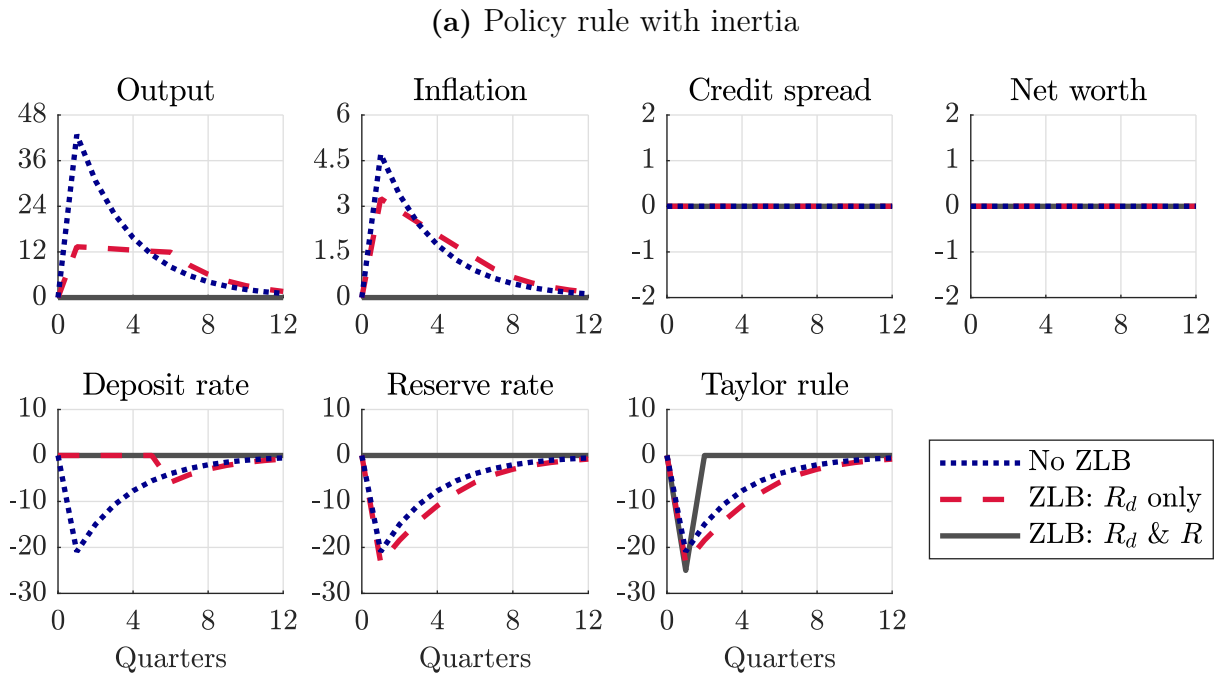 (a) Policy rule with inertia
Output Inflation Credit spread Net worth
48 6 2 2
36 4.5 1 1
24 3 0 0
12 1.5 -1 -1
0 0 -2 -2
0 4 8 12 0 4 8 12 0 4 8 12 0 4 8 12
Deposit rate Reserve rate Taylor rule
10 10 10
0 0 0
-10 -10 -10
-20 -20 -20
-30 -30 -30
0 4 8 12 0 4 8 12 0 4 8 12
Quarters Quarters Quarters
No ZLB
ZLB: R_d only
ZLB: R_d & R